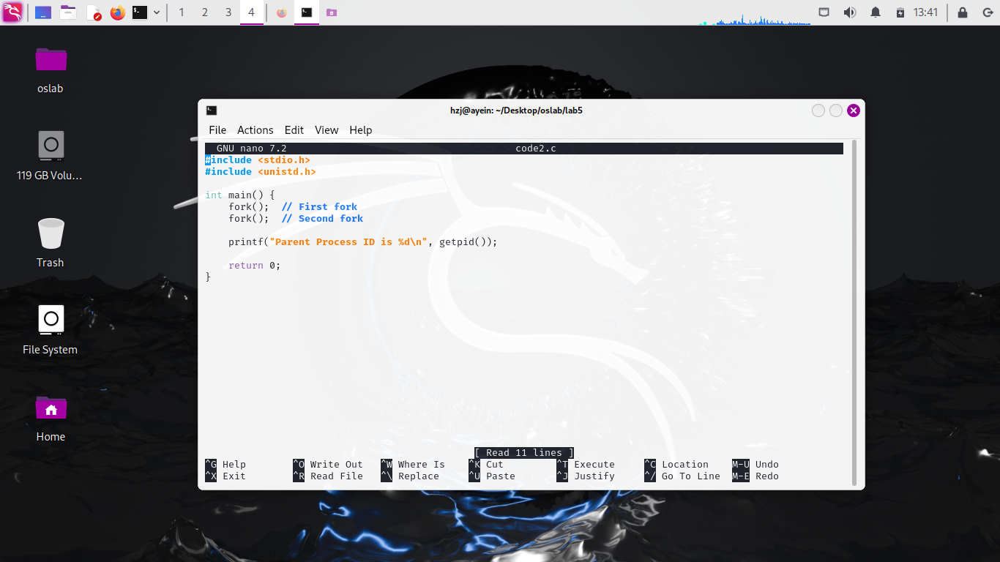 1 2 3 4 13:41
oslab
119 GB Volu...
Trash
File System
Home
hzj@ayein: ~/Desktop/oslab/lab5
File Actions Edit View Help
GNU nano 7.2 code2.c
#include <stdio.h>
#include <unistd.h>
int main() {
    fork();  // First fork
    fork();  // Second fork
    printf("Parent Process ID is %d\n", getpid());
    return 0;
}
[ Read 11 lines ]
^G Help ^O Write Out ^W Where Is ^K Cut ^T Execute ^C Location M-U Undo
^X Exit ^R Read File ^\ Replace ^U Paste ^J Justify ^/ Go To Line M-E Redo